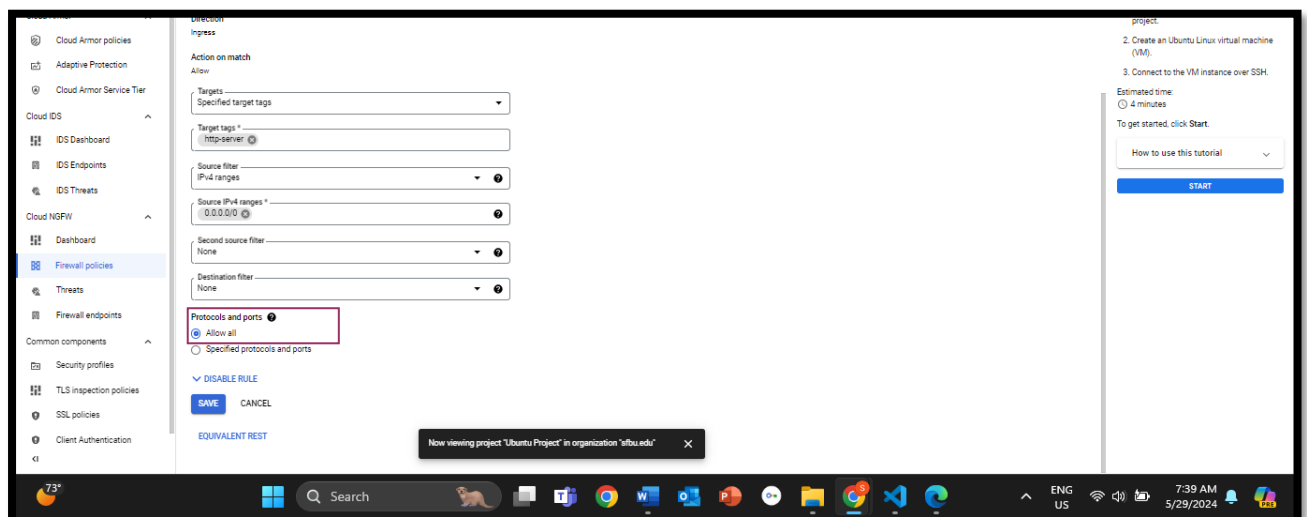 Direction
Ingress
Action on match
Allow
Targets
Specified target tags
Target tags *
http-server
Source filter
IPv4 ranges
Source IPv4 ranges *
0.0.0.0/0
Second source filter
None
Destination filter
None
Protocols and ports
Allow all
Specified protocols and ports
DISABLE RULE
SAVE CANCEL
EQUIVALENT REST
Cloud Armor policies
Adaptive Protection
Cloud Armor Service Tier
Cloud IDS
IDS Dashboard
IDS Endpoints
IDS Threats
Cloud NGFW
Dashboard
Firewall policies
Threats
Firewall endpoints
Common components
Security profiles
TLS inspection policies
SSL policies
Client Authentication
project.
2. Create an Ubuntu Linux virtual machine
(VM).
3. Connect to the VM instance over SSH.
Estimated time:
4 minutes
To get started, click Start.
How to use this tutorial
START
Now viewing project "Ubuntu Project" in organization "sfbu.edu"
73°
Search
ENG
US
7:39 AM
5/29/2024
PRE